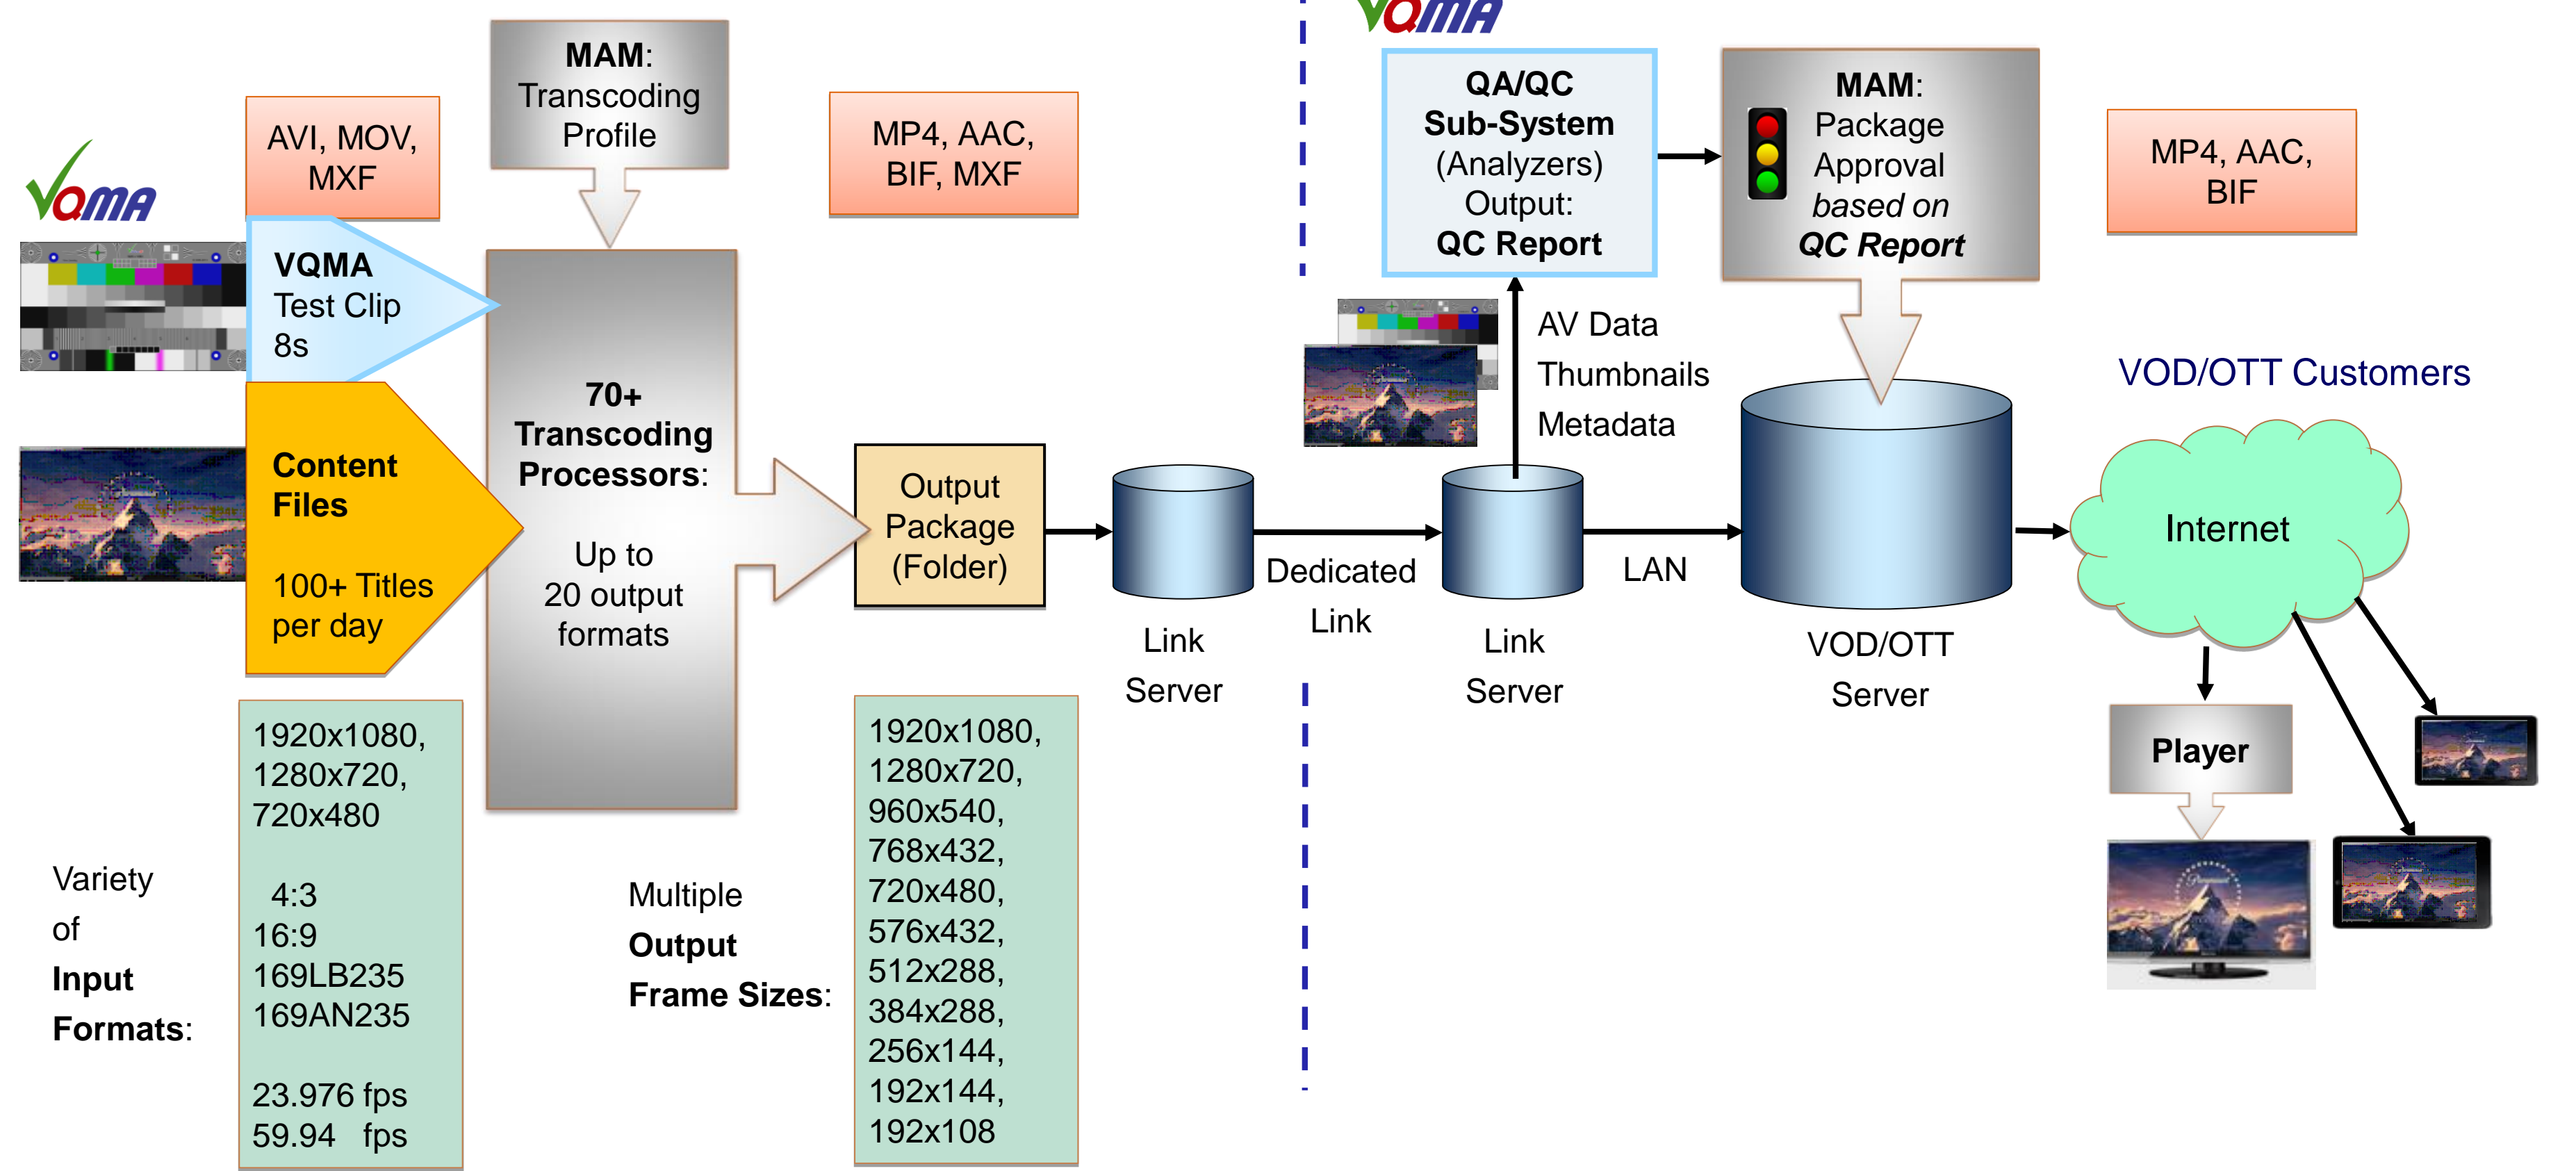 VQMA
AVI, MOV,
MXF
MAM:
Transcoding
Profile
MP4, AAC,
BIF, MXF
VQMA
QA/QC
Sub-System
(Analyzers)
Output:
QC Report
MAM:
Package
Approval
based on
QC Report
MP4, AAC,
BIF
VQMA
Test Clip
8s
Content
Files
100+ Titles
per day
70+
Transcoding
Processors:
Up to
20 output
formats
Output
Package
(Folder)
Link
Server
Dedicated
Link
AV Data
Thumbnails
Metadata
Link
Server
LAN
VOD/OTT
Server
VOD/OTT Customers
Internet
Player
Variety
of
Input
Formats:
1920x1080,
1280x720,
720x480
4:3
16:9
169LB235
169AN235
23.976 fps
59.94 fps
Multiple
Output
Frame Sizes:
1920x1080,
1280x720,
960x540,
768x432,
720x480,
576x432,
512x288,
384x288,
256x144,
192x144,
192x108